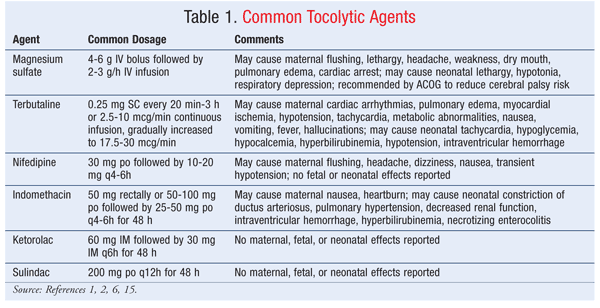 Table 1. Common Tocolytic Agents
Agent Common Dosage Comments
Magnesium 4-6 g IV bolus followed by May cause maternal flushing, lethargy, headache, weakness, dry mouth,
sulfate 2-3 g/h IV infusion pulmonary edema, cardiac arrest; may cause neonatal lethargy, hypotonia,
respiratory depression; recommended by ACOG to reduce cerebral palsy risk
Terbutaline 0.25 mg SC every 20 min-3 h May cause maternal cardiac arrhythmias, pulmonary edema, myocardial
or 2.5-10 mcg/min continuous ischemia, hypotension, tachycardia, metabolic abnormalities, nausea,
infusion, gradually increased vomiting, fever, hallucinations; may cause neonatal tachycardia, hypoglycemia,
to 17.5-30 mcg/min hypocalcemia, hyperbilirubinemia, hypotension, intraventricular hemorrhage
Nifedipine 30 mg po followed by 10-20 May cause maternal flushing, headache, dizziness, nausea, transient
mg q4-6h hypotension; no fetal or neonatal effects reported
Indomethacin 50 mg rectally or 50-100 mg May cause maternal nausea, heartburn; may cause neonatal constriction of
po followed by 25-50 mg po ductus arteriosus, pulmonary hypertension, decreased renal function,
q4-6h for 48 h intraventricular hemorrhage, hyperbilirubinemia, necrotizing enterocolitis
Ketorolac 60 mg IM followed by 30 mg No maternal, fetal, or neonatal effects reported
IM q6h for 48 h
Sulindac 200 mg po q12h for 48 h No maternal, fetal, or neonatal effects reported
Source: References 1, 2, 6, 15.